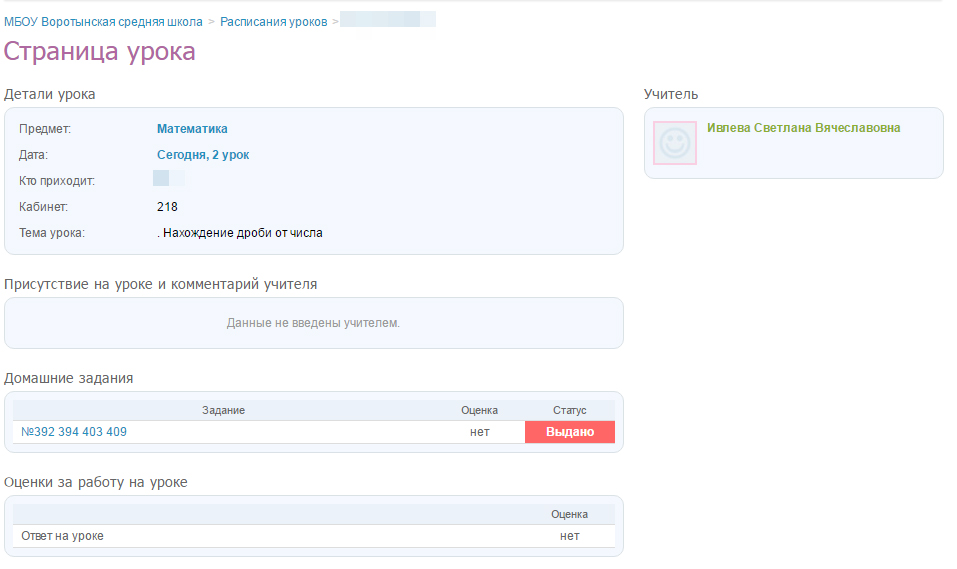 МБОУ Воротынская средняя школа > Расписания уроков >
Страница урока
Детали урока
Предмет: Математика
Дата: Сегодня, 2 урок
Кто приходит:
Кабинет: 218
Тема урока: . Нахождение дроби от числа
Учитель
Ивлева Светлана Вячеславовна
Присутствие на уроке и комментарий учителя
Данные не введены учителем.
Домашние задания
Задание Оценка Статус
№392 394 403 409 нет Выдано
Оценки за работу на уроке
Оценка
Ответ на уроке нет